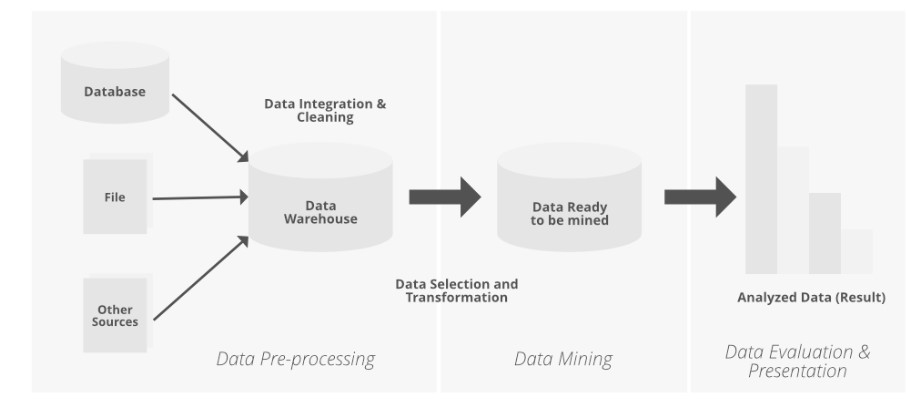 Database
Data Integration &
Cleaning
File
Data
Warehouse
Data Ready
to be mined
Other
Sources
Data Selection and
Transformation
Analyzed Data (Result)
Data Pre-processing
Data Mining
Data Evaluation &
Presentation